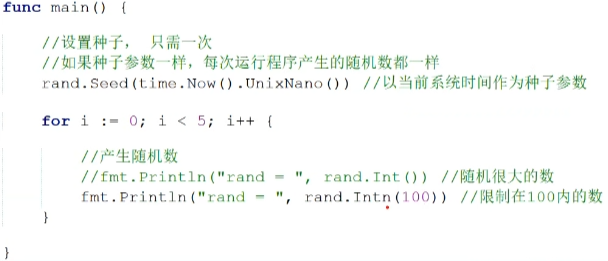 func main() {
//设置种子， 只需一次
//如果种子参数一样，每次运行程序产生的随机数都一样
rand.Seed(time.Now().UnixNano()) //以当前系统时间作为种子参数
for i := 0; i < 5; i++ {
//产生随机数
//fmt.Println("rand = ", rand.Int()) //随机很大的数
fmt.Println("rand = ", rand.Intn(100)) //限制在100内的数
}
}